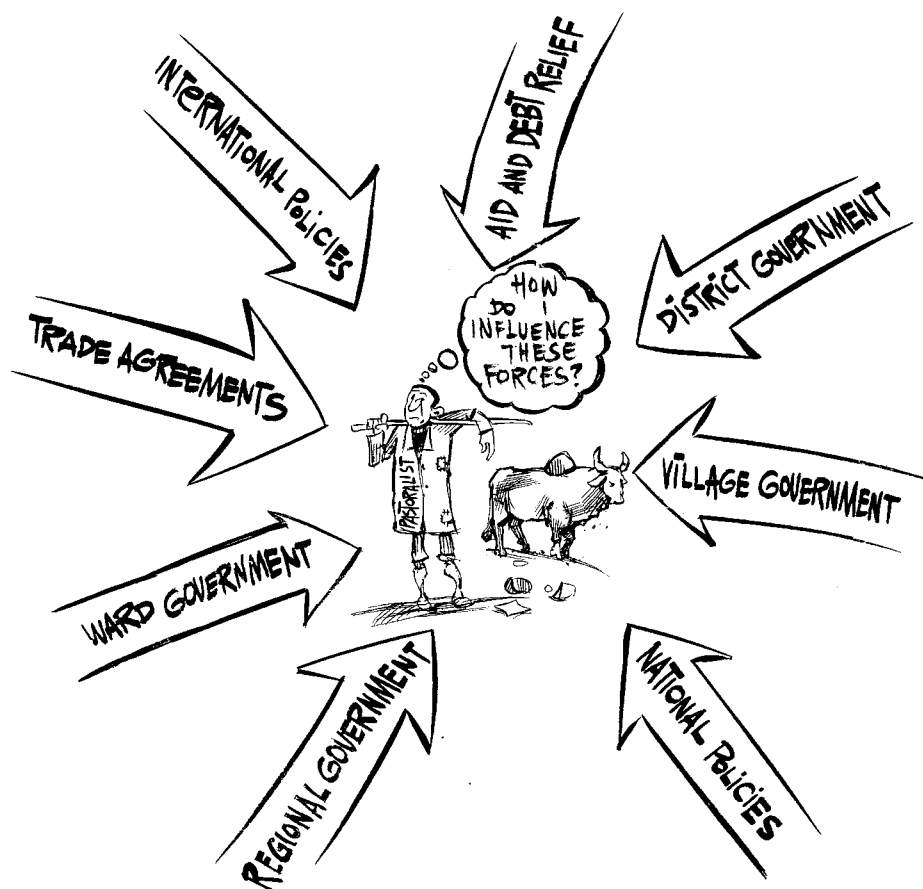 INTERNATIONAL POLICIES
AID AND DEBT RELIEF
DISTRICT GOVERNMENT
HOW
DO I
INFLUENCE
THESE
FORCES?
TRADE AGREEMENTS
PASTORALIST
VILLAGE GOVERNMENT
WARD GOVERNMENT
REGIONAL GOVERNMENT
NATIONAL POLICIES